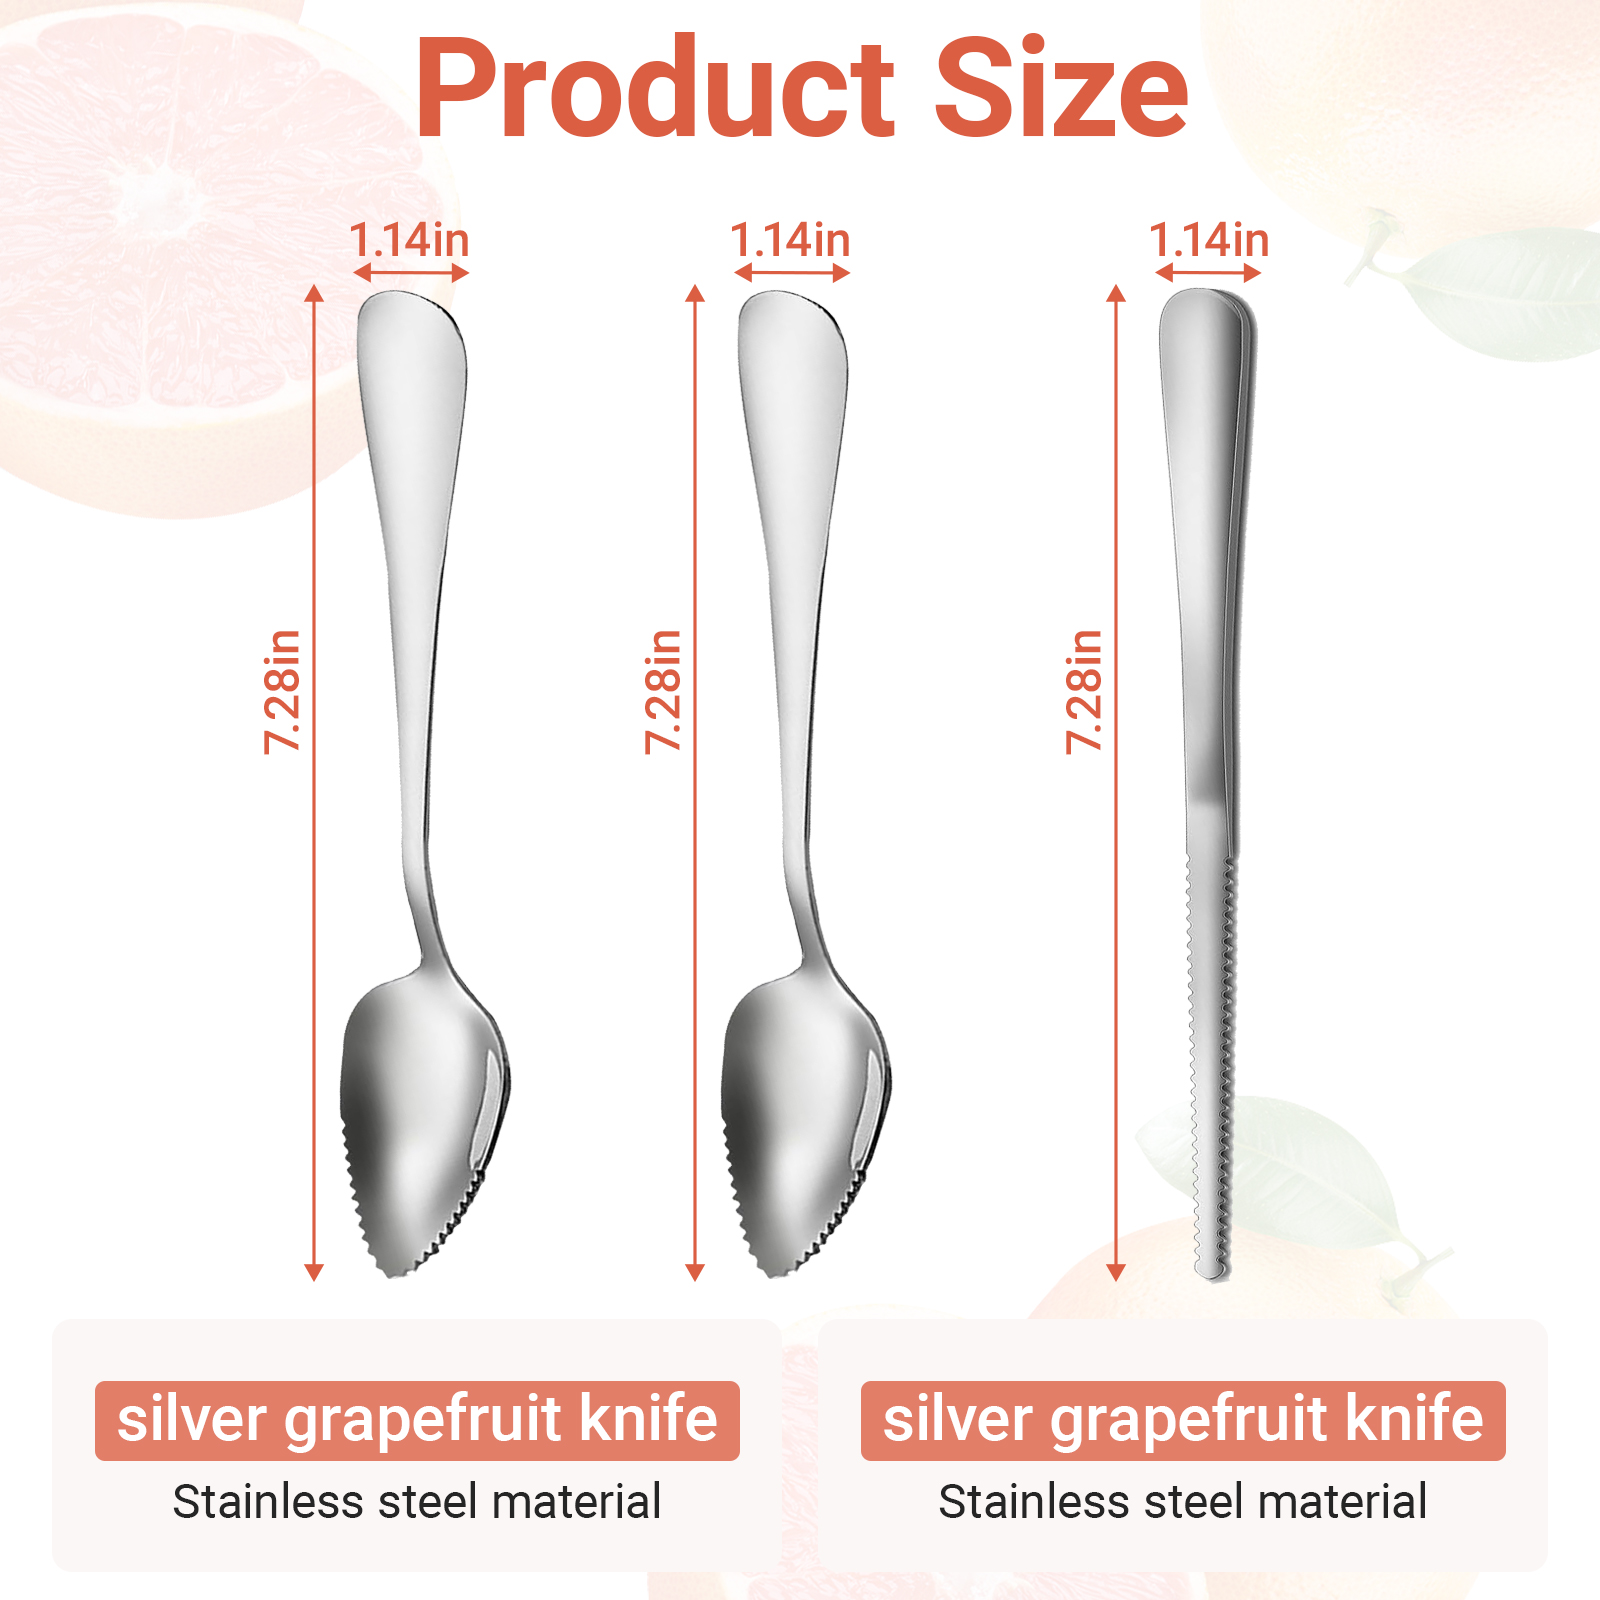 Product Size
1.14in
1.14in
1.14in
7.28in
7.28in
7.28in
silver grapefruit knife
Stainless steel material
silver grapefruit knife
Stainless steel material